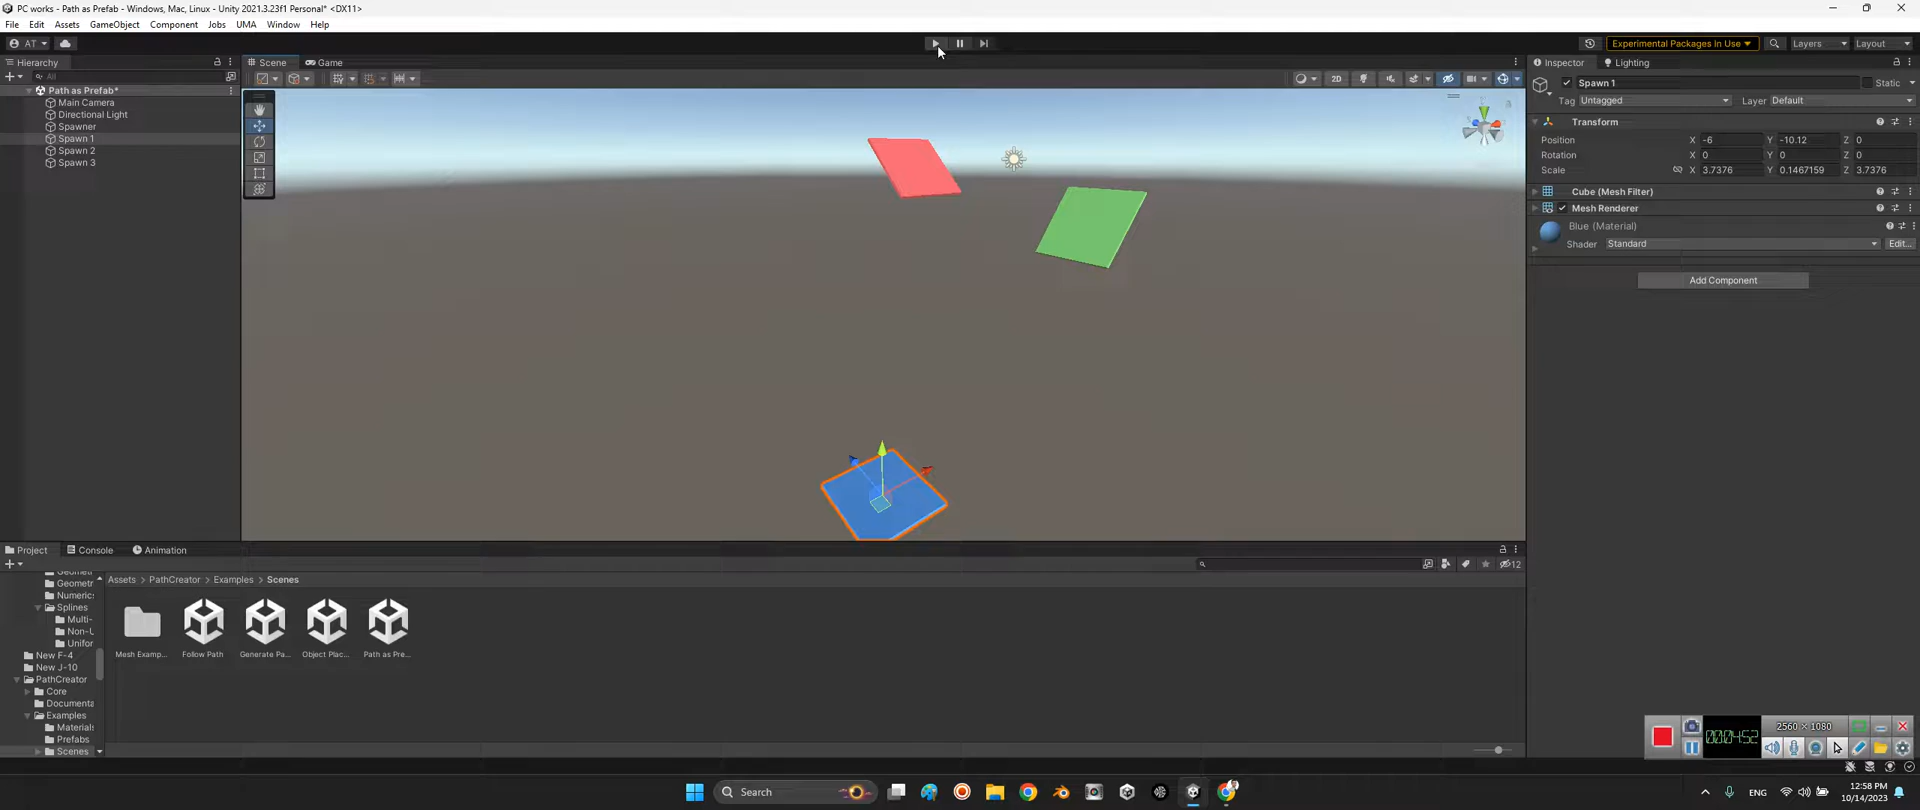 PC works - Path as Prefab - Windows, Mac, Linux - Unity 2021.3.23f1 Personal* <DX11>
File Edit Assets GameObject Component Jobs UMA Window Help
AT
Experimental Packages In Use
Layers
Layout
Hierarchy
All
Path as Prefab*
Main Camera
Directional Light
Spawner
Spawn 1
Spawn 2
Spawn 3
Scene
Game
2D
Inspector
Lighting
Spawn 1
Static
Tag Untagged
Layer Default
Transform
Position X -6 Y -10.12 Z 0
Rotation X 0 Y 0 Z 0
Scale X 3.7376 Y 0.1467159 Z 3.7376
Cube (Mesh Filter)
Mesh Renderer
Blue (Material)
Shader Standard
Edit...
Add Component
Project
Console
Animation
12
Geometr
Numerics
Splines
Multi-
Non-U
Unifor
New F-4
New J-10
PathCreator
Core
Documenta
Examples
Materials
Prefabs
Scenes
Assets > PathCreator > Examples > Scenes
Mesh Examp...
Follow Path
Generate Pa...
Object Plac...
Path as Pre...
2560 × 1080
00:04:52
Search
ENG
12:58 PM
10/14/2023